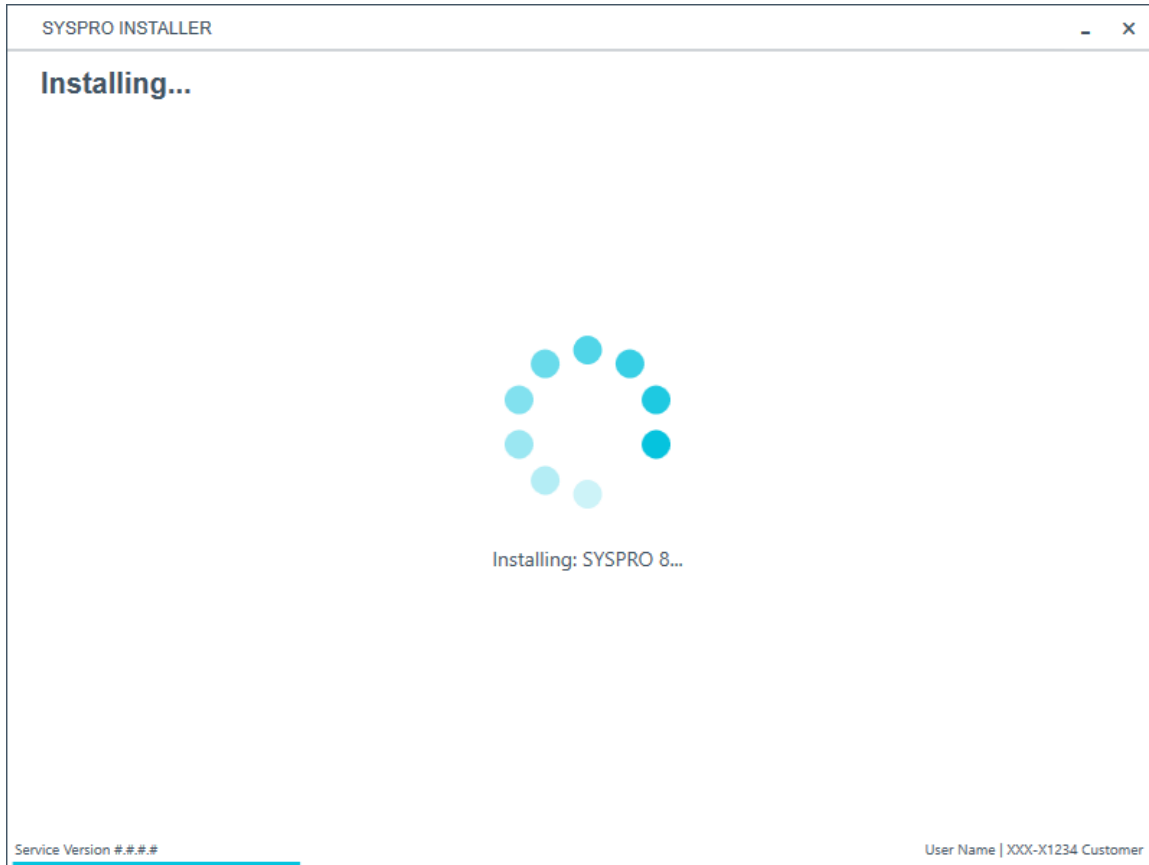 SYSPRO INSTALLER
Installing...
Installing: SYSPRO 8...
Service Version #.#.#.#
User Name | XXX-X1234 Customer